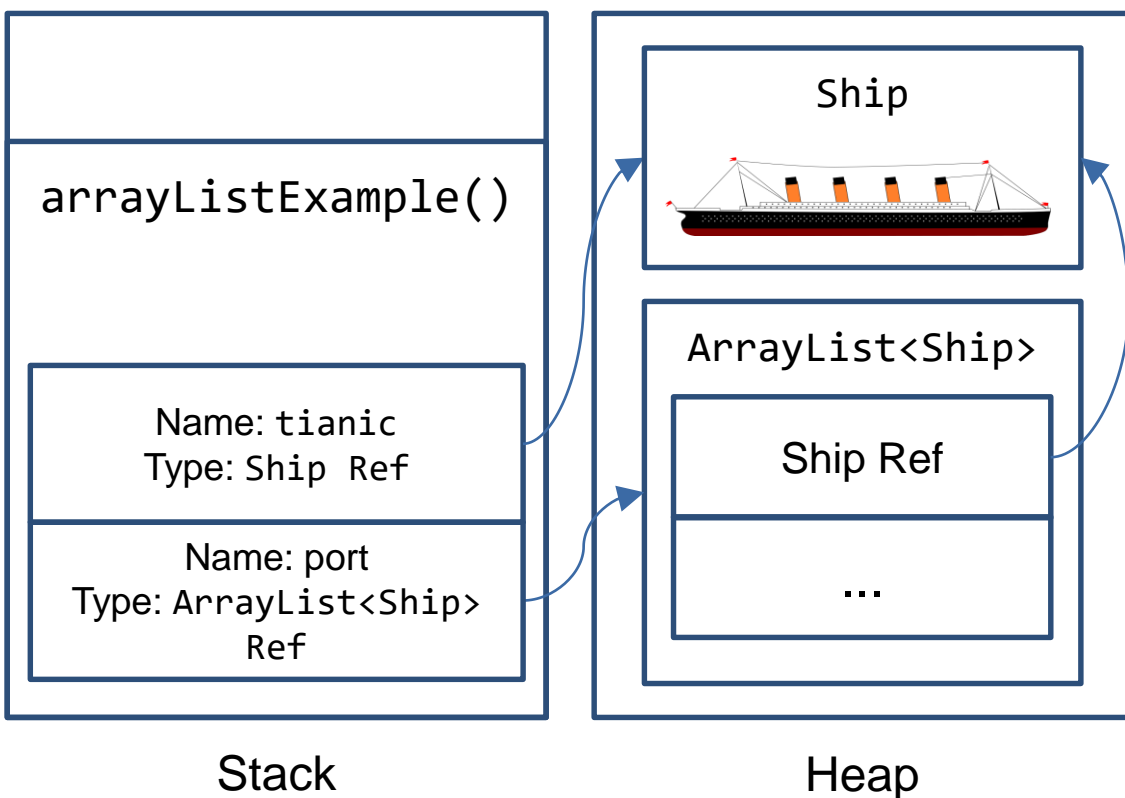 arrayListExample()
Name: tianic
Type: Ship Ref
Name: port
Type: ArrayList<Ship>
Ref
Stack
Ship
ArrayList<Ship>
Ship Ref
...
Heap